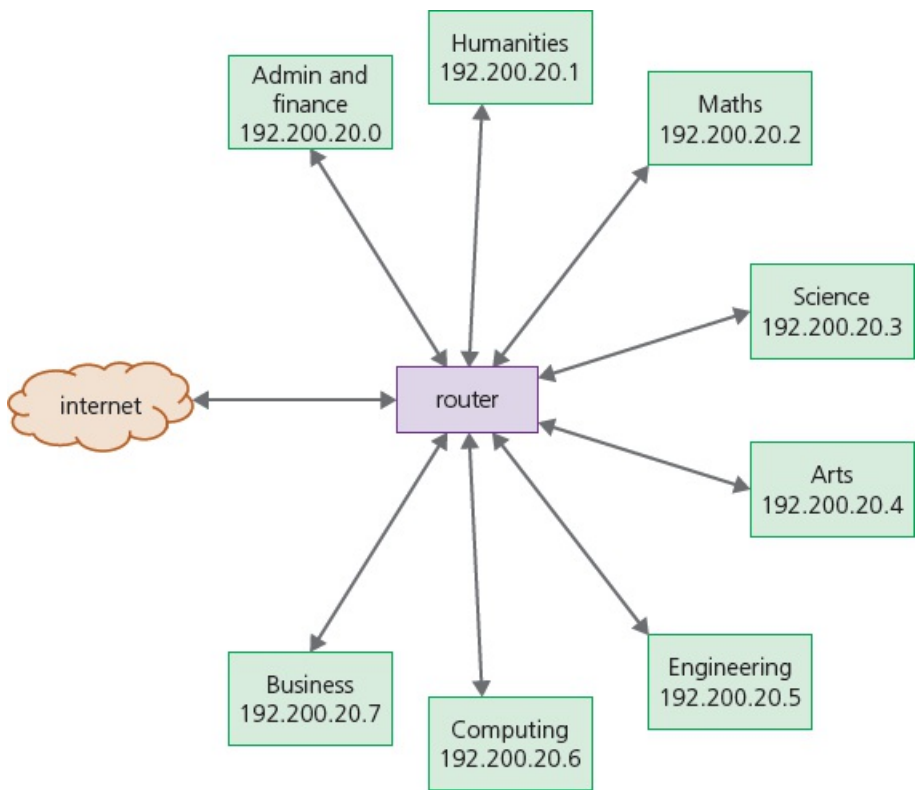 Admin and
finance
192.200.20.0
Humanities
192.200.20.1
Maths
192.200.20.2
Science
192.200.20.3
internet
router
Arts
192.200.20.4
Engineering
192.200.20.5
Computing
192.200.20.6
Business
192.200.20.7